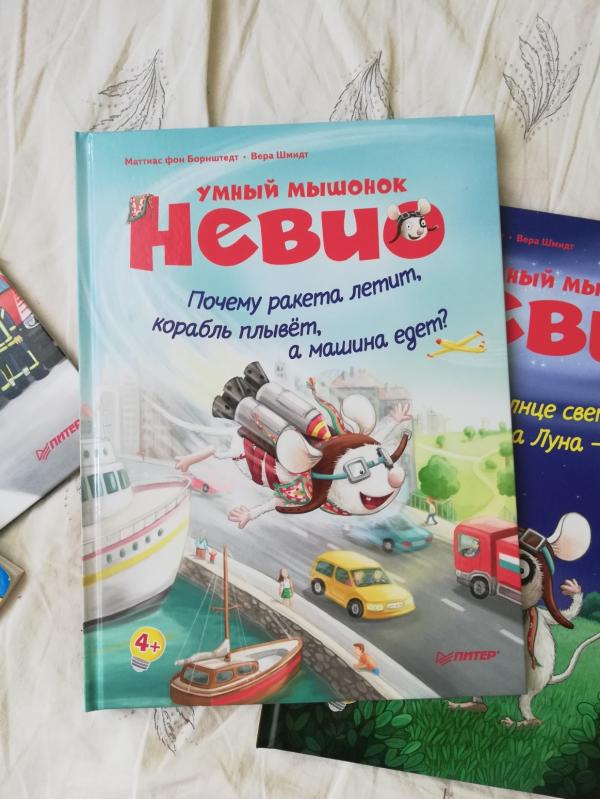 Маттиас фон Борнштедт • Вера Шмидт
УМНЫЙ МЫШОНОК
НЕВИО
Почему ракета летит,
корабль плывёт,
а машина едет?
4+
ПИТЕР®
ПИТЕР
• Вера Шмидт
Луна –